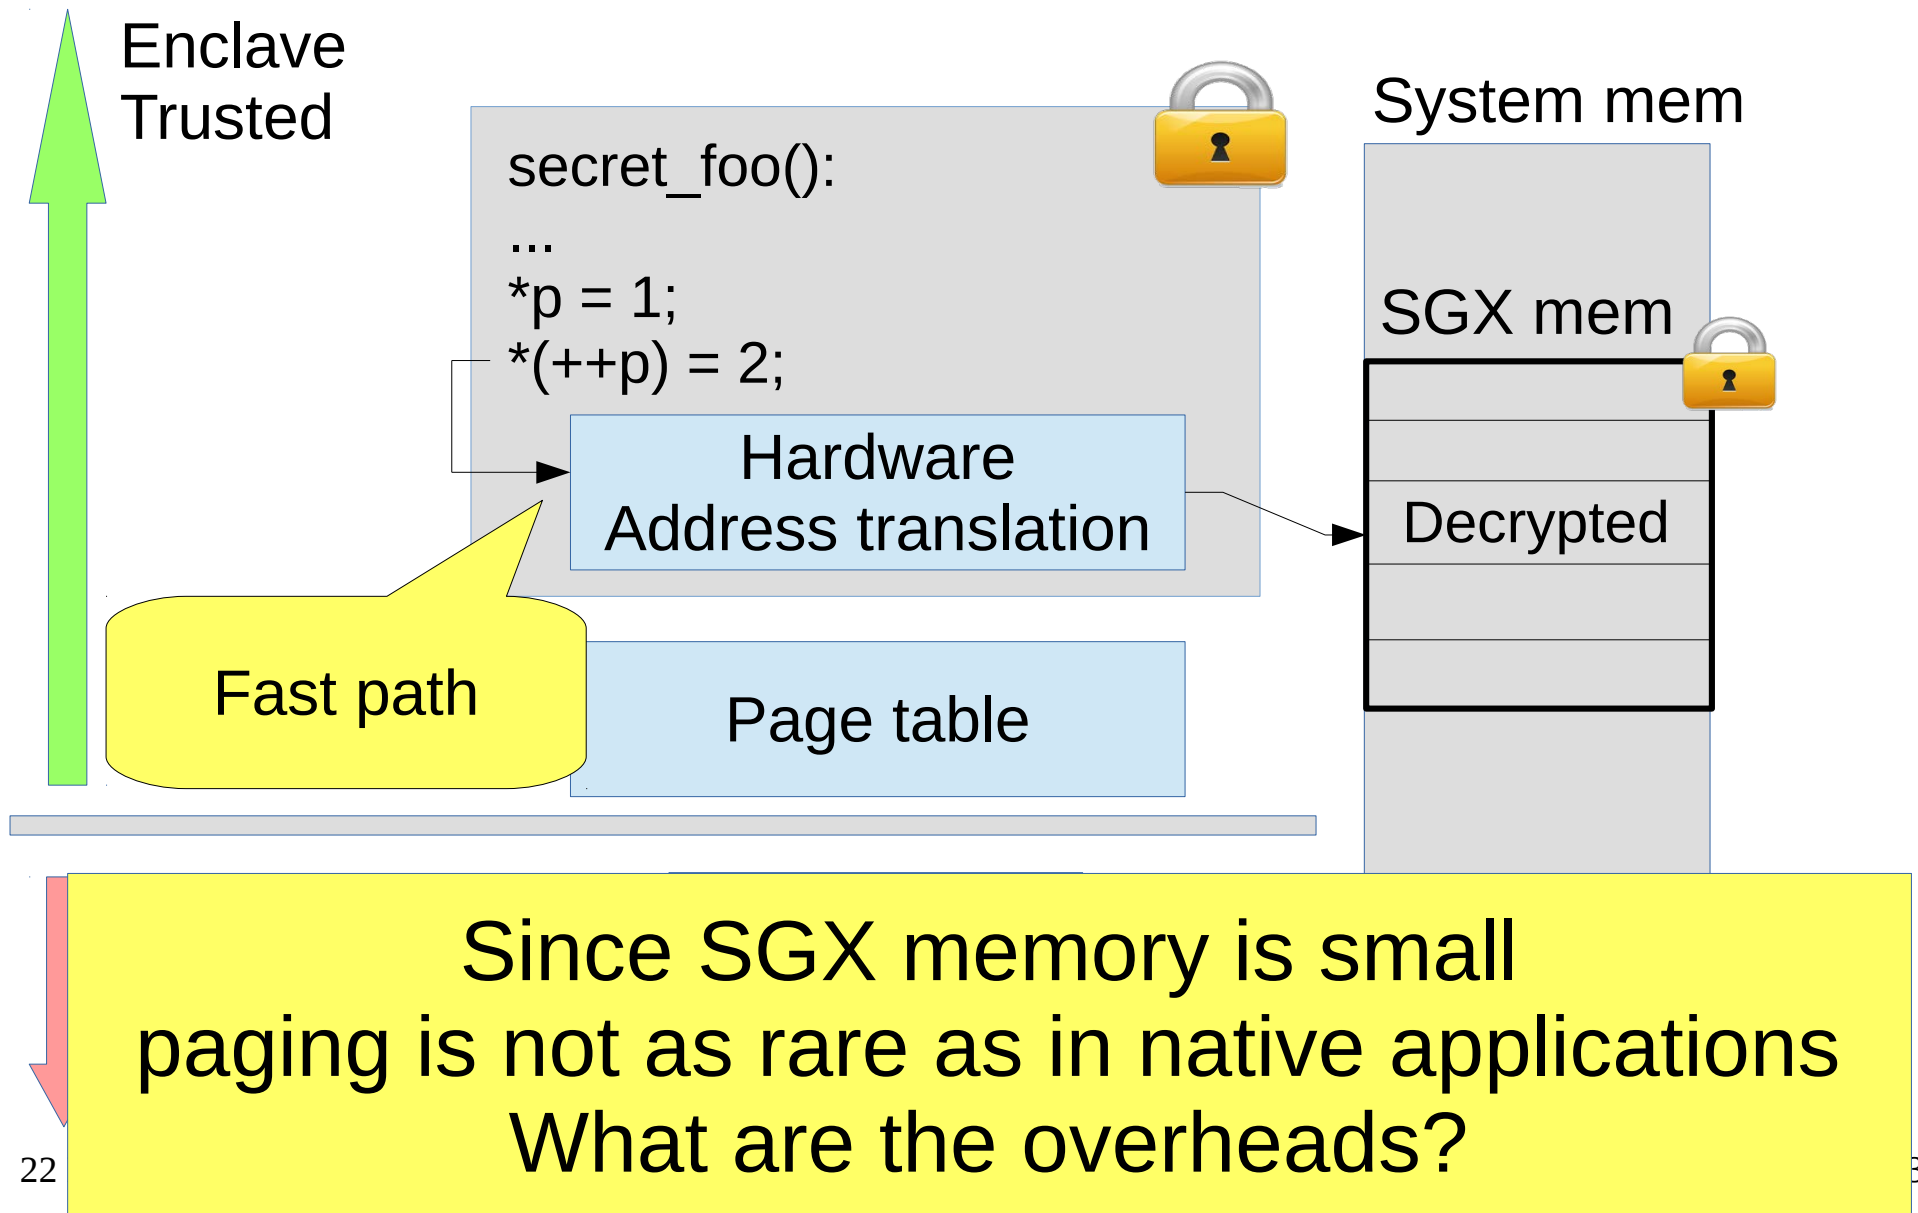 Enclave
Trusted
System mem
secret_foo():
...
*p = 1;
*(++p) = 2;
SGX mem
Hardware
Address translation
Decrypted
Fast path
Page table
Since SGX memory is small
paging is not as rare as in native applications
What are the overheads?
22